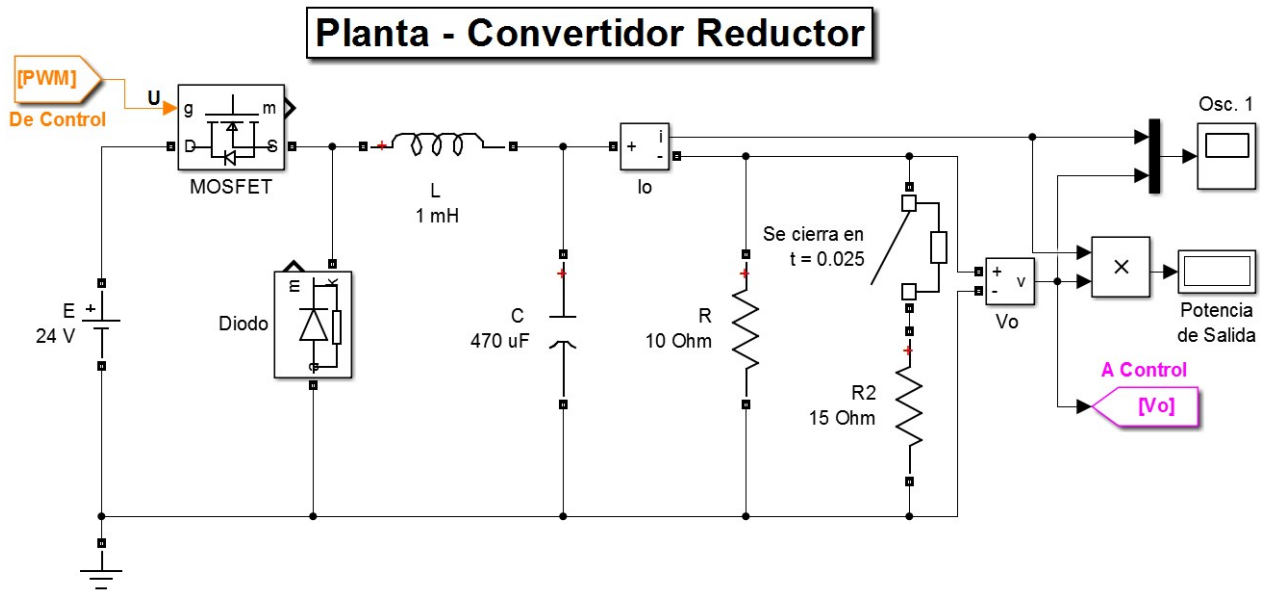 Planta - Convertidor Reductor
[PWM]
De Control
U
g
m
D
S
MOSFET
L
1 mH
+
i
-
Io
Osc. 1
Se cierra en
t = 0.025
E
+
24 V
Diodo
m
k
a
C
470 uF
R
10 Ohm
R2
15 Ohm
+
-
v
Vo
×
Potencia
de Salida
A Control
[Vo]